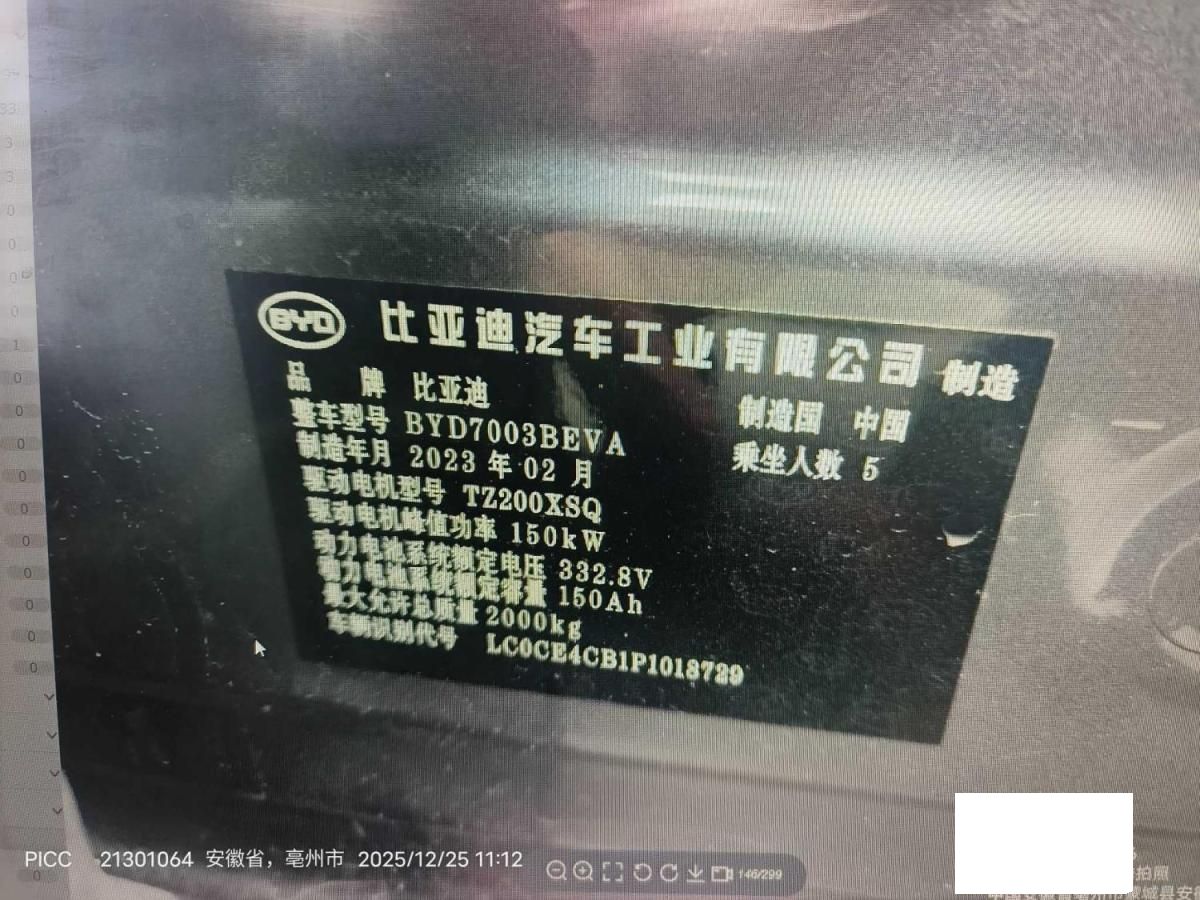 BYD 比亚迪汽车工业有限公司 制造
品 牌 比亚迪 制造国 中国
整车型号 BYD7003BEVA 乘坐人数 5
制造年月 2023 年 02 月
驱动电机型号 TZ200XSQ
驱动电机峰值功率 150kW
动力电池系统额定电压 332.8V
动力电池系统额定容量 150Ah
最大允许总质量 2000kg
车辆识别代号 LC0CE4CB1P1018729
PICC 21301064 安徽省，亳州市 2025/12/25 11:12
146/299
拍照